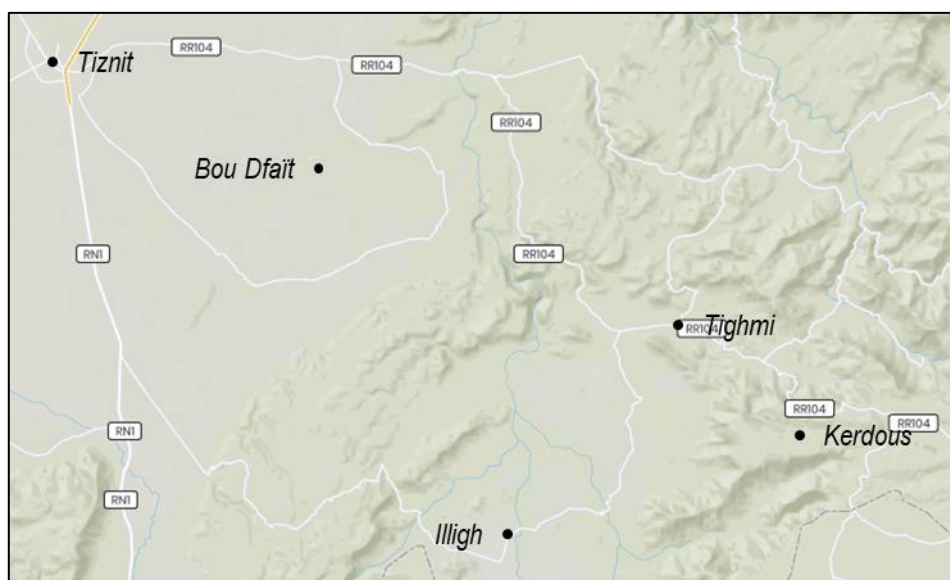 RR104
Tiznit
RR104
RR104
Bou Dfaït
RN1
RR104
RR104
Tighmi
RR104
RR104
Kerdous
RN1
RN1
Illigh